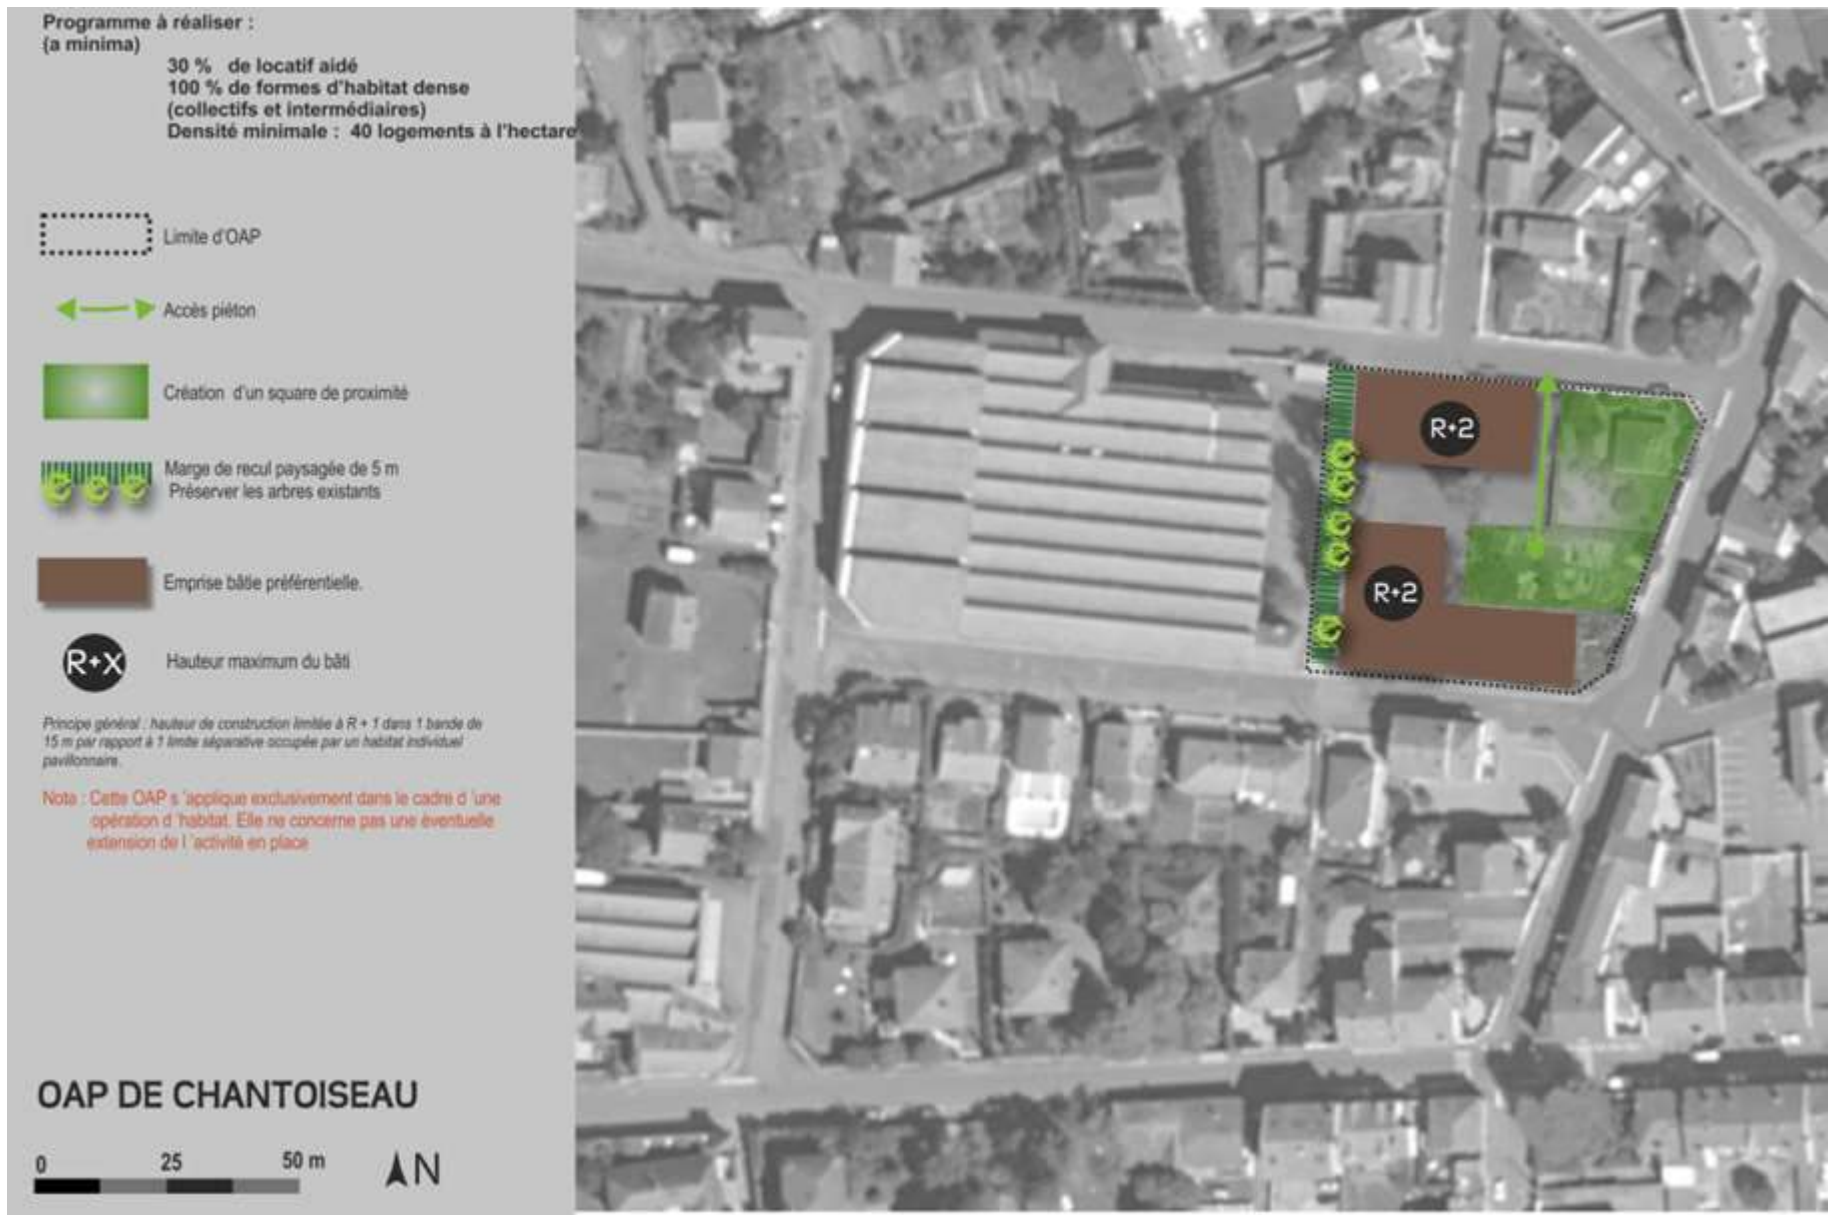 Programme à réaliser :
(a minima)
30 % de locatif aidé
100 % de formes d'habitat dense
(collectifs et intermédiaires)
Densité minimale : 40 logements à l'hectare
Limite d'OAP
Accès piéton
Création d'un square de proximité
Marge de recul paysagée de 5 m
Préserver les arbres existants
Emprise bâtie préférentielle.
R+X
Hauteur maximum du bâti
Principe général : hauteur de construction limitée à R + 1 dans 1 bande de
15 m par rapport à 1 limite séparative occupée par un habitat individuel
pavillonnaire.
Nota : Cette OAP s 'applique exclusivement dans le cadre d 'une
opération d 'habitat. Elle ne concerne pas une éventuelle
extension de l 'activité en place
OAP DE CHANTOISEAU
0 25 50 m
N
R+2
R+2